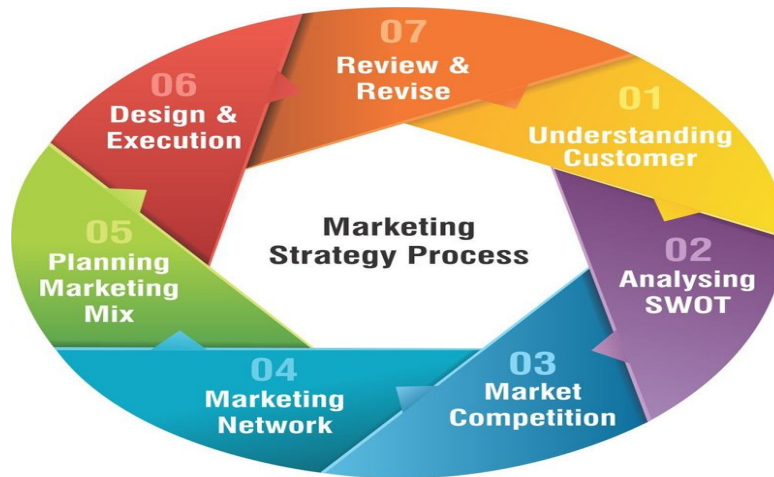 Marketing
Strategy Process
01
Understanding
Customer
02
Analysing
SWOT
03
Market
Competition
04
Marketing
Network
05
Planning
Marketing
Mix
06
Design &
Execution
07
Review &
Revise